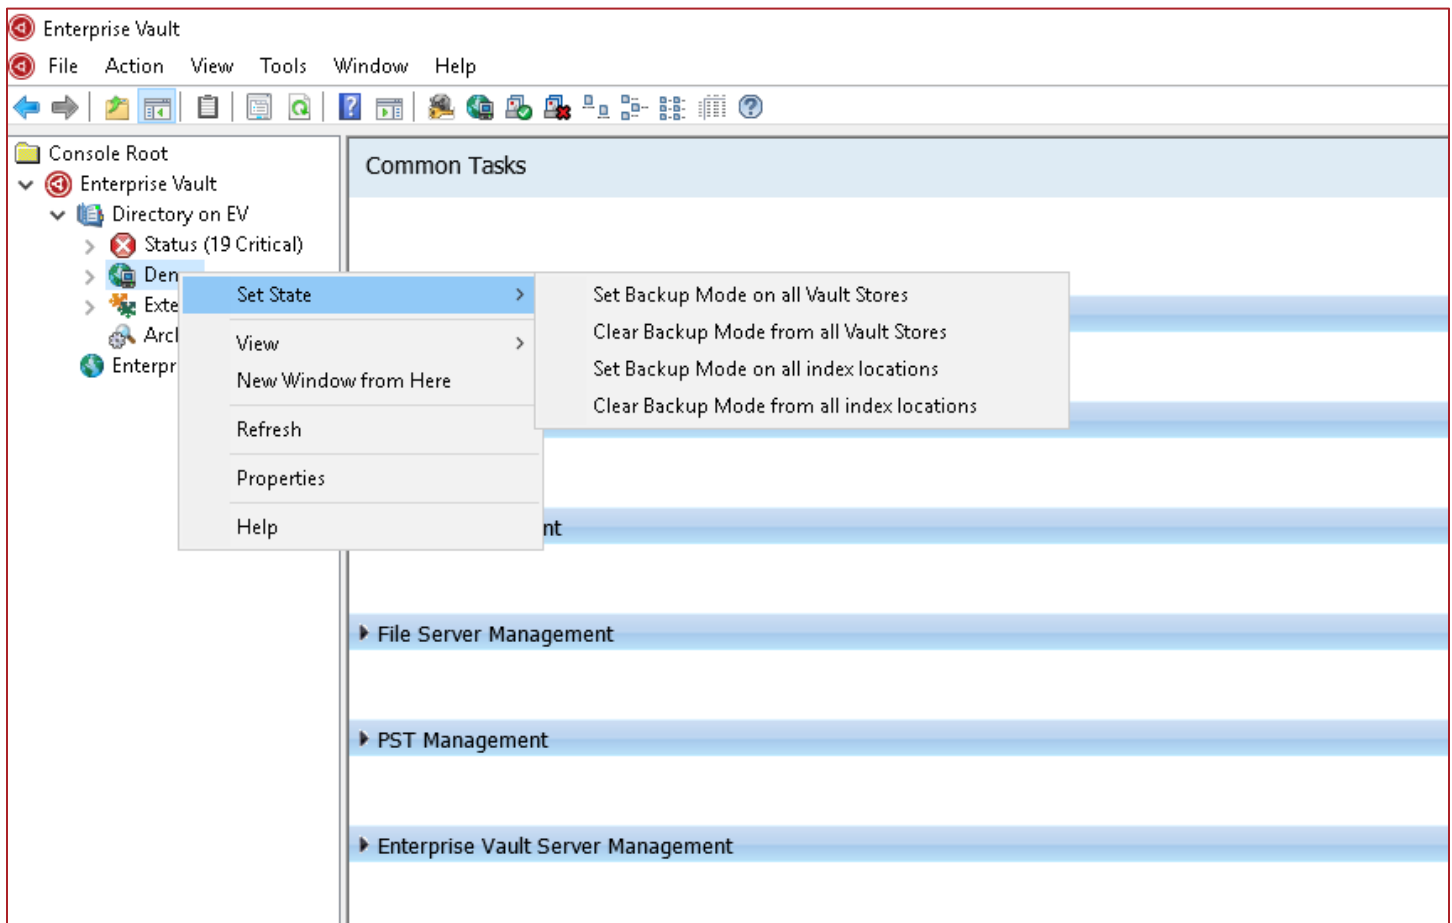 Enterprise Vault
File Action View Tools Window Help
Console Root
Enterprise Vault
Directory on EV
Status (19 Critical)
Den
Exte
Arcl
Enterpr
Set State
View
New Window from Here
Refresh
Properties
Help
Set Backup Mode on all Vault Stores
Clear Backup Mode from all Vault Stores
Set Backup Mode on all index locations
Clear Backup Mode from all index locations
Common Tasks
nt
File Server Management
PST Management
Enterprise Vault Server Management